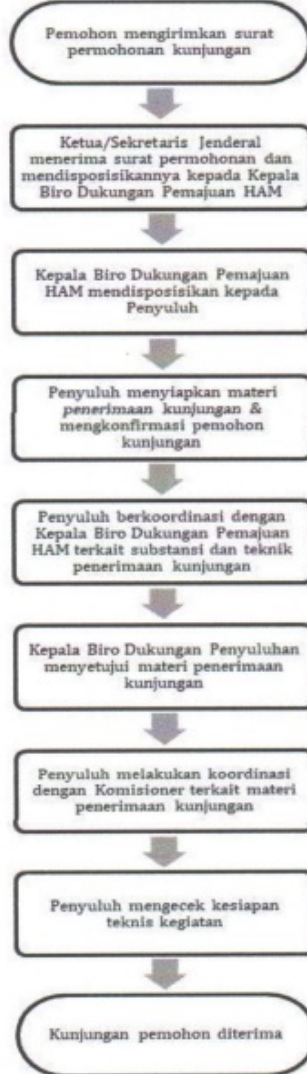 Pemohon mengirimkan surat
permohonan kunjungan
Ketua/Sekretaris Jenderal
menerima surat permohonan dan
mendisposisikannya kepada Kepala
Biro Dukungan Pemajuan HAM
Kepala Biro Dukungan Pemajuan
HAM mendisposisikan kepada
Penyuluh
Penyuluh menyiapkan materi
penerimaan kunjungan &
mengkonfirmasi pemohon
kunjungan
Penyuluh berkoordinasi dengan
Kepala Biro Dukungan Pemajuan
HAM terkait substansi dan teknik
penerimaan kunjungan
Kepala Biro Dukungan Penyuluhan
menyetujui materi penerimaan
kunjungan
Penyuluh melakukan koordinasi
dengan Komisioner terkait materi
penerimaan kunjungan
Penyuluh mengecek kesiapan
teknis kegiatan
Kunjungan pemohon diterima